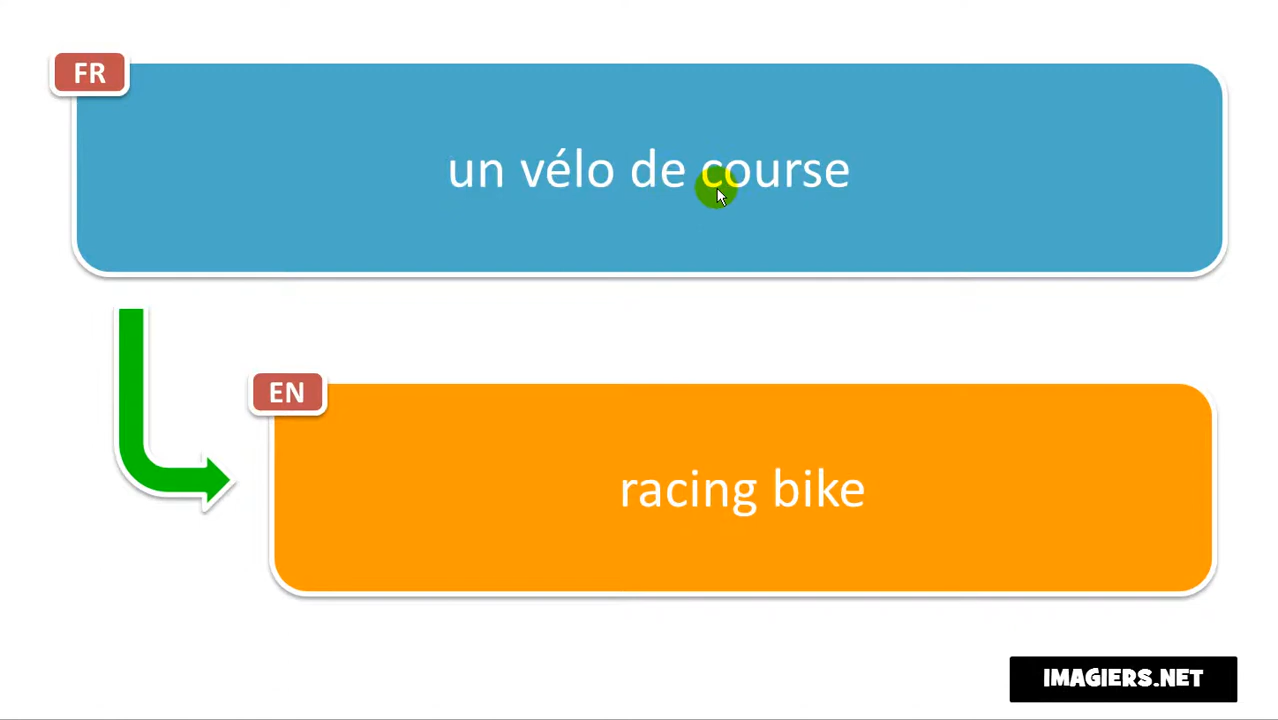 FR
un vélo de course
EN
racing bike
IMAGIERS.NET